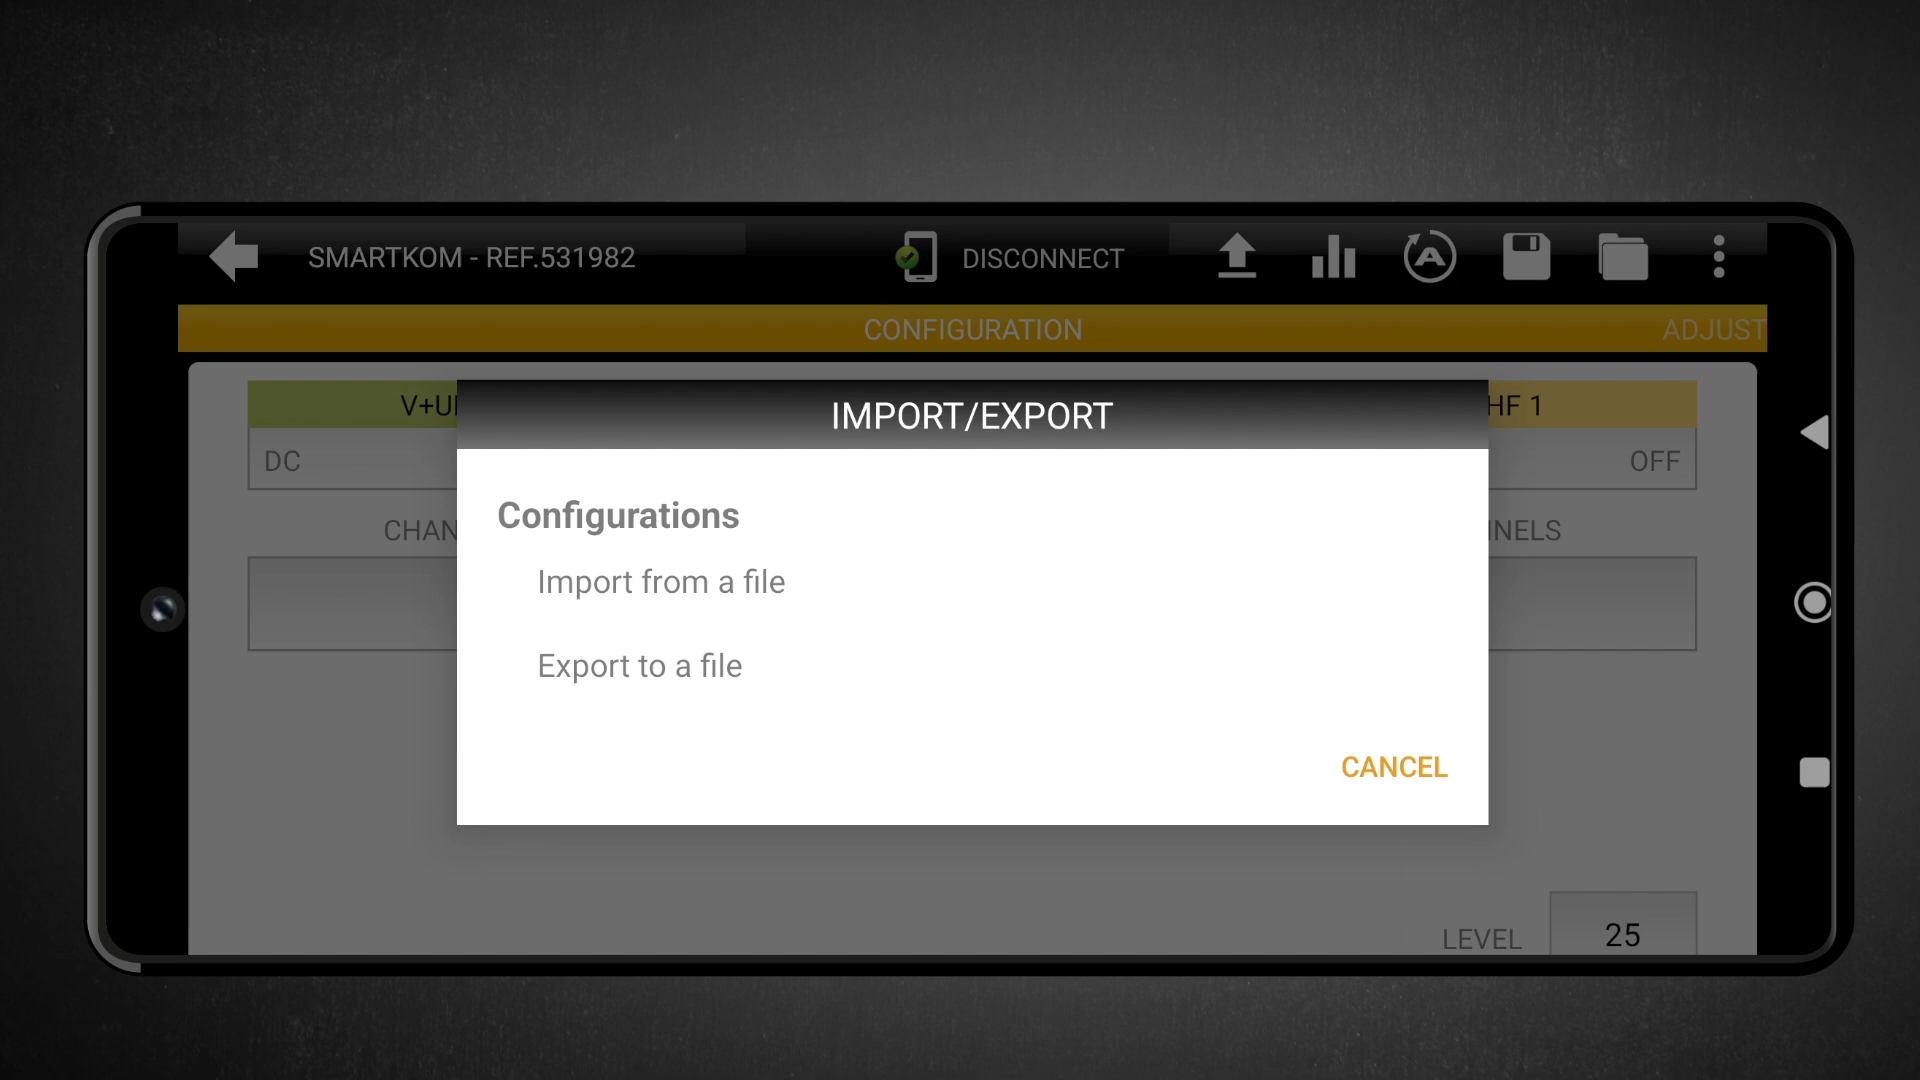 SMARTKOM - REF.531982
DISCONNECT
CONFIGURATION
ADJUST
V+U
HF 1
IMPORT/EXPORT
DC
OFF
Configurations
CHAN
NNELS
Import from a file
Export to a file
CANCEL
LEVEL
25